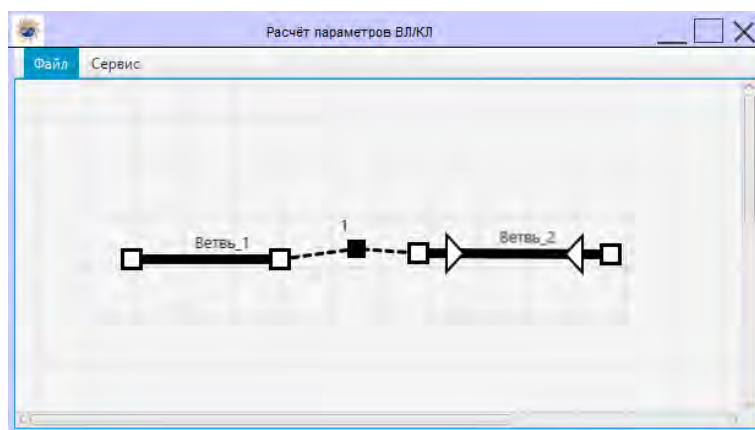 Расчёт параметров ВЛ/КЛ
Файл Сервис
1
Ветвь_1 Ветвь_2